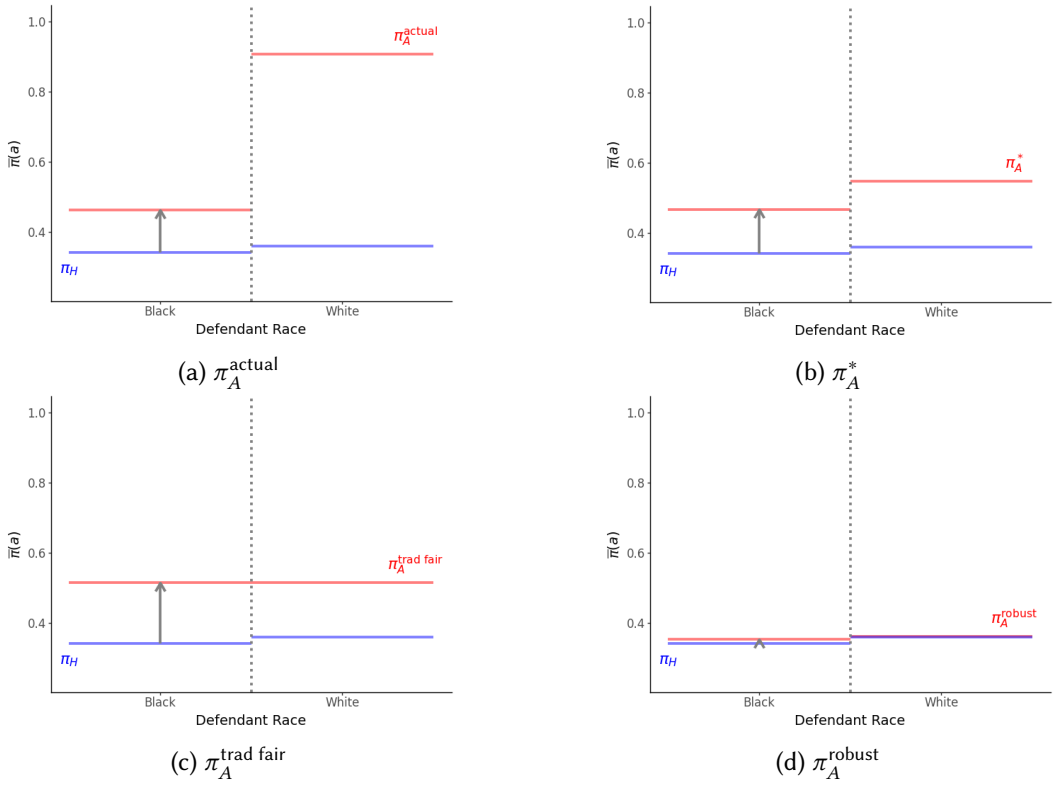 1.0
π_A^actual
0.8
π̅(a)
0.6
0.4
π_H
Black
White
Defendant Race
(a) π_A^actual
1.0
0.8
π̅(a)
0.6
π_A^*
0.4
π_H
Black
White
Defendant Race
(b) π_A^*
1.0
0.8
π̅(a)
0.6
π_A^trad fair
0.4
π_H
Black
White
Defendant Race
(c) π_A^trad fair
1.0
0.8
π̅(a)
0.6
0.4
π_A^robust
π_H
Black
White
Defendant Race
(d) π_A^robust